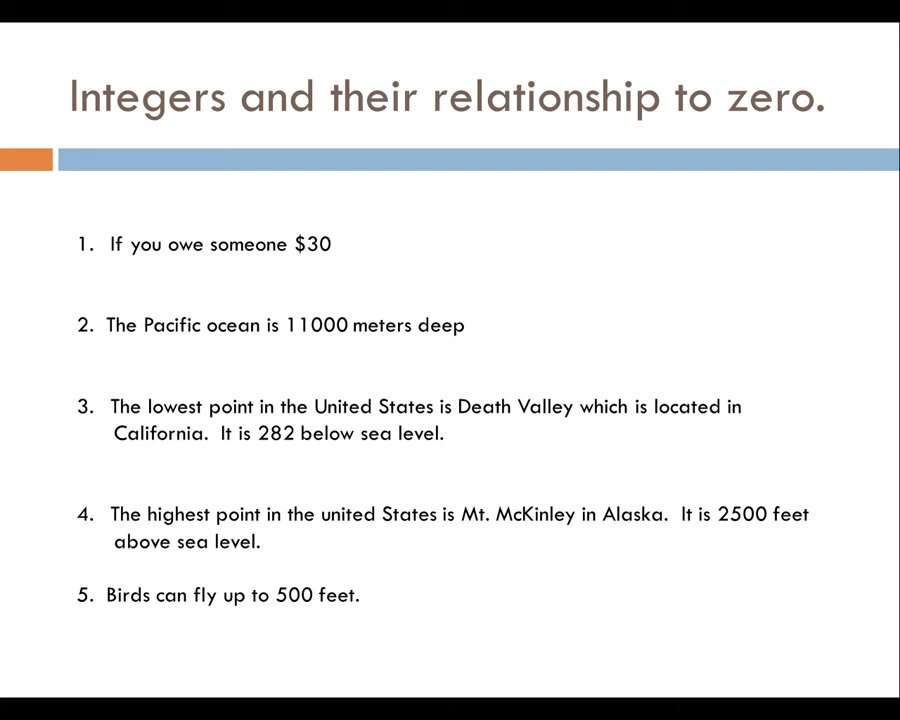 Integers and their relationship to zero.
1. If you owe someone $30
2. The Pacific ocean is 11000 meters deep
3. The lowest point in the United States is Death Valley which is located in
California. It is 282 below sea level.
4. The highest point in the united States is Mt. McKinley in Alaska. It is 2500 feet
above sea level.
5. Birds can fly up to 500 feet.